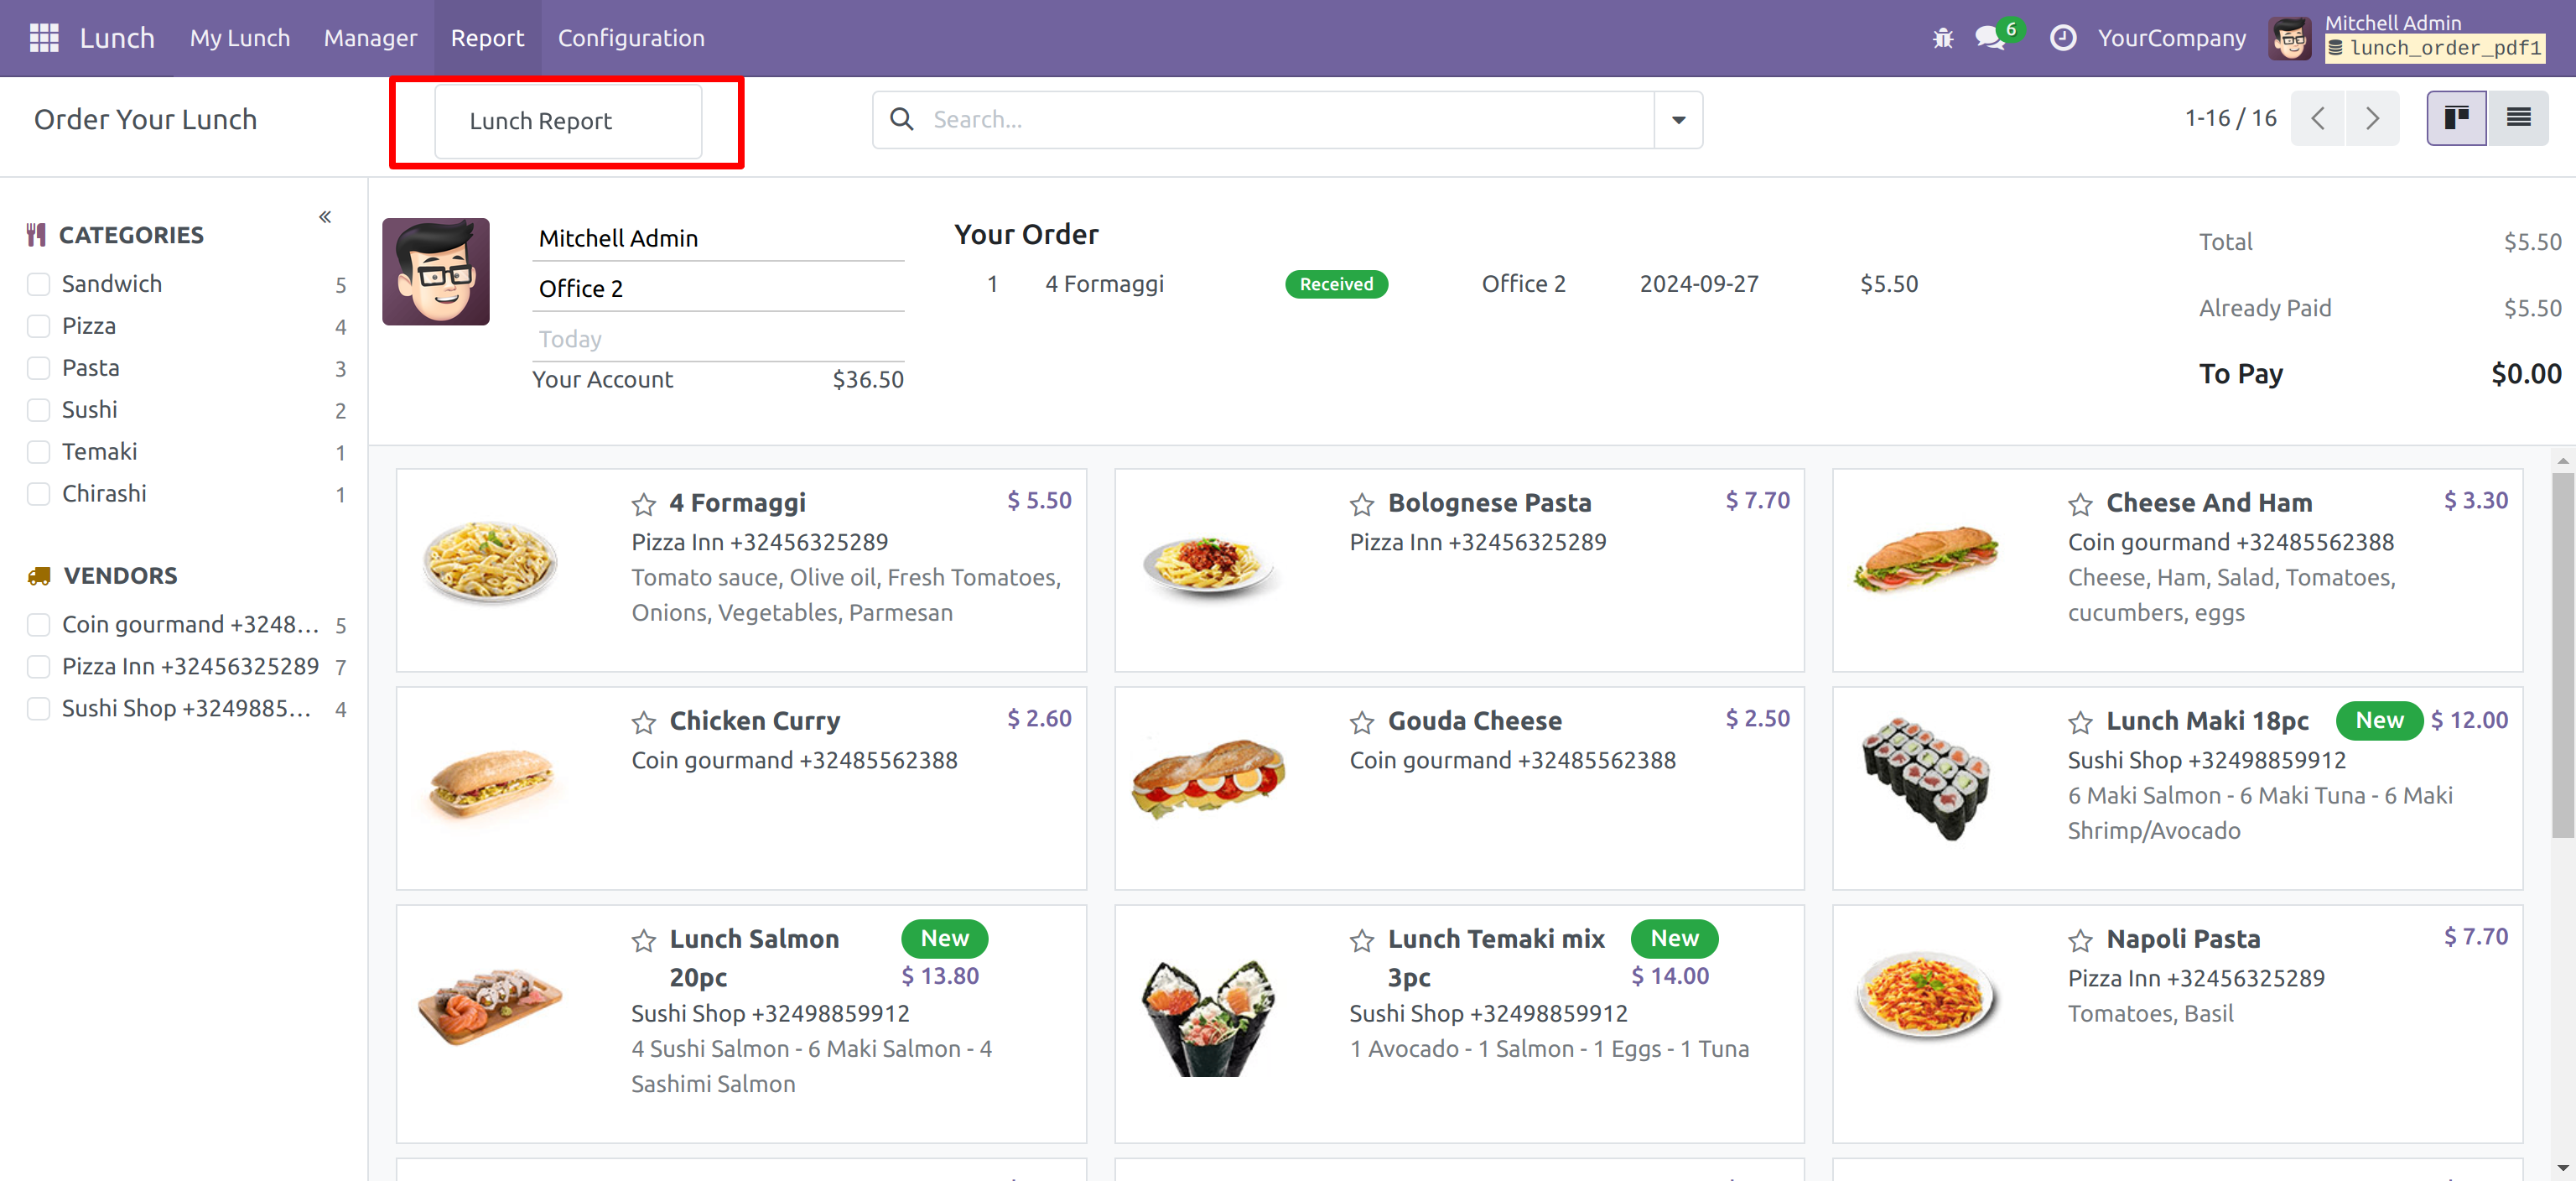 Lunch My Lunch Manager Report Configuration 6 YourCompany Mitchell Admin
lunch_order_pdf1
Order Your Lunch Lunch Report Search... 1-16 / 16
CATEGORIES
Sandwich 5
Pizza 4
Pasta 3
Sushi 2
Temaki 1
Chirashi 1
VENDORS
Coin gourmand +3248... 5
Pizza Inn +32456325289 7
Sushi Shop +3249885... 4
Mitchell Admin
Office 2
Today
Your Account $36.50
Your Order
1 4 Formaggi Received Office 2 2024-09-27 $5.50
Total $5.50
Already Paid $5.50
To Pay $0.00
4 Formaggi $ 5.50
Pizza Inn +32456325289
Tomato sauce, Olive oil, Fresh Tomatoes,
Onions, Vegetables, Parmesan
Bolognese Pasta $ 7.70
Pizza Inn +32456325289
Cheese And Ham $ 3.30
Coin gourmand +32485562388
Cheese, Ham, Salad, Tomatoes,
cucumbers, eggs
Chicken Curry $ 2.60
Coin gourmand +32485562388
Gouda Cheese $ 2.50
Coin gourmand +32485562388
Lunch Maki 18pc New $ 12.00
Sushi Shop +32498859912
6 Maki Salmon - 6 Maki Tuna - 6 Maki
Shrimp/Avocado
Lunch Salmon New
20pc $ 13.80
Sushi Shop +32498859912
4 Sushi Salmon - 6 Maki Salmon - 4
Sashimi Salmon
Lunch Temaki mix New
3pc $ 14.00
Sushi Shop +32498859912
1 Avocado - 1 Salmon - 1 Eggs - 1 Tuna
Napoli Pasta $ 7.70
Pizza Inn +32456325289
Tomatoes, Basil